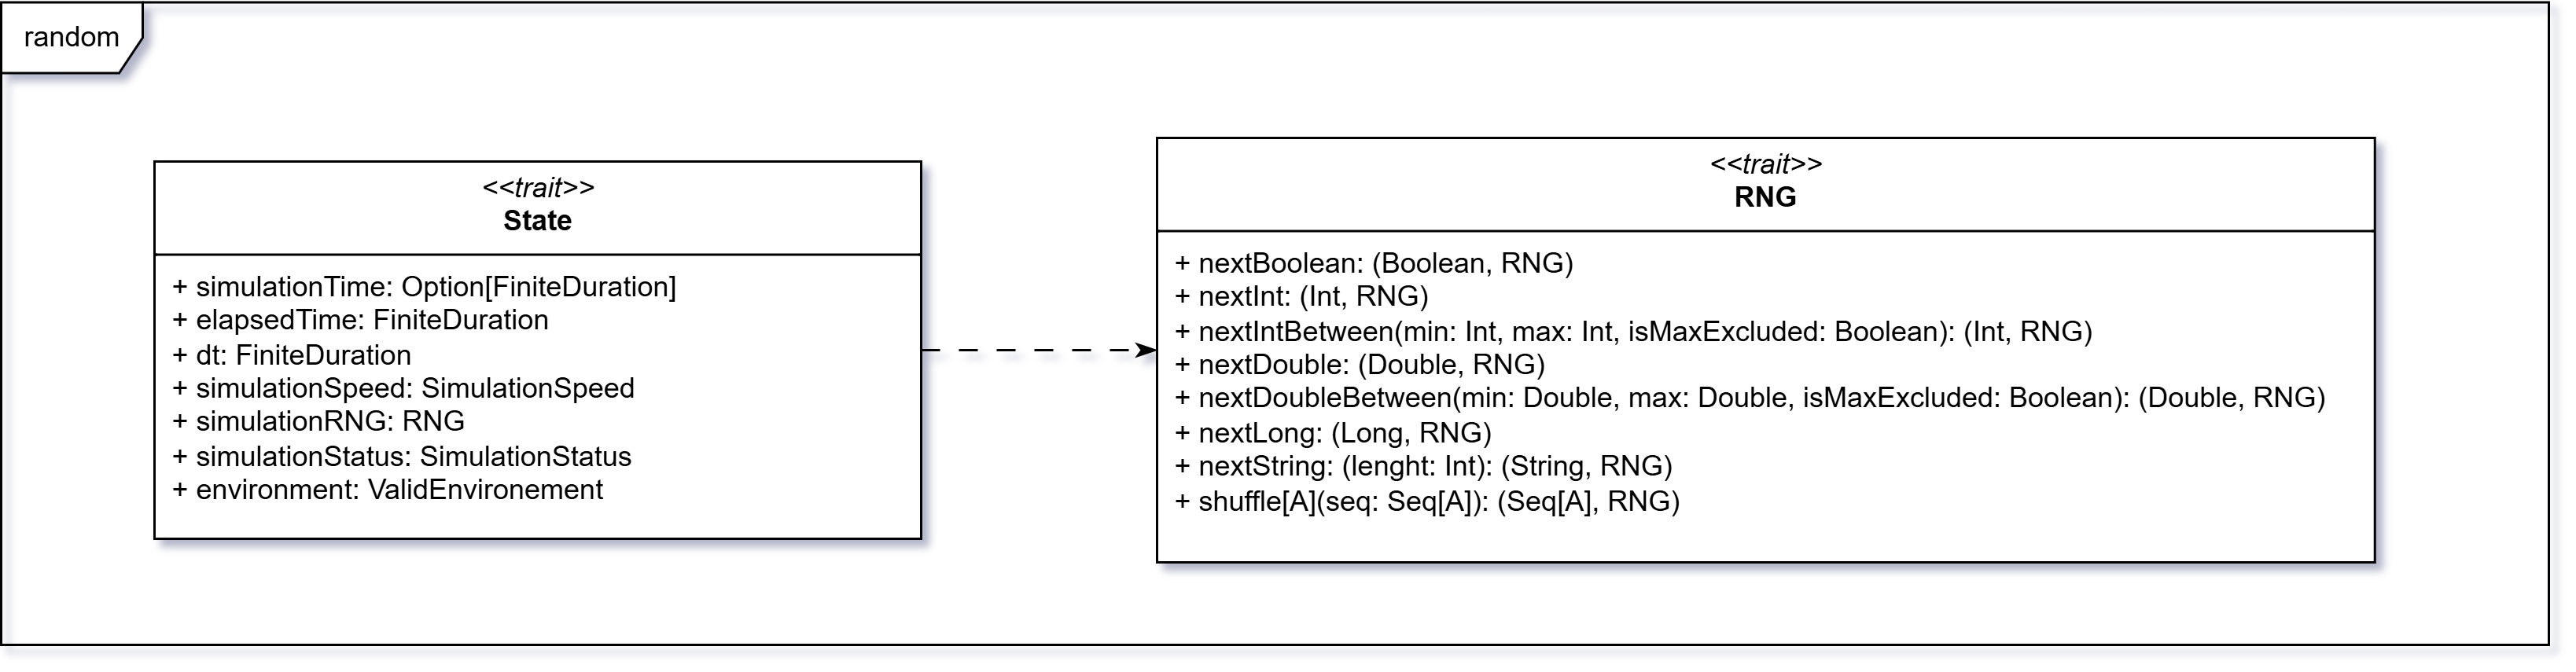 random
<<trait>>
State
+ simulationTime: Option[FiniteDuration]
+ elapsedTime: FiniteDuration
+ dt: FiniteDuration
+ simulationSpeed: SimulationSpeed
+ simulationRNG: RNG
+ simulationStatus: SimulationStatus
+ environment: ValidEnvironement
<<trait>>
RNG
+ nextBoolean: (Boolean, RNG)
+ nextInt: (Int, RNG)
+ nextIntBetween(min: Int, max: Int, isMaxExcluded: Boolean): (Int, RNG)
+ nextDouble: (Double, RNG)
+ nextDoubleBetween(min: Double, max: Double, isMaxExcluded: Boolean): (Double, RNG)
+ nextLong: (Long, RNG)
+ nextString: (lenght: Int): (String, RNG)
+ shuffle[A](seq: Seq[A]): (Seq[A], RNG)